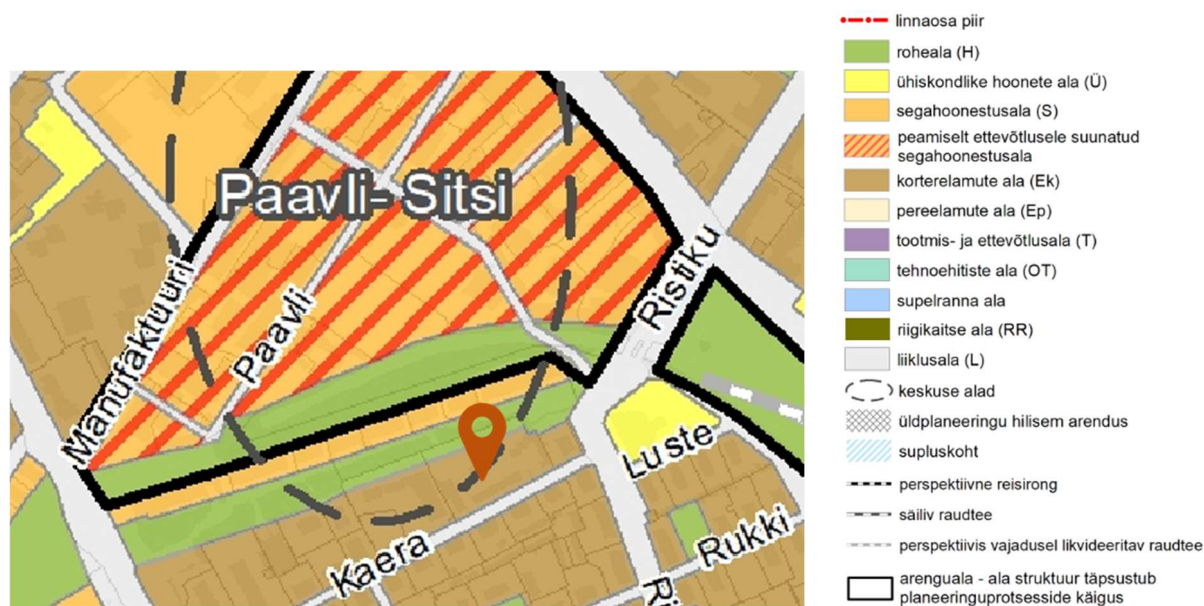 Paavli- Sitsi
Manufaktuuri
Paavli
Ristiku
Luste
Kaera
Rukki
Ri
linnaosa piir
roheala (H)
ühiskondlike hoonete ala (Ü)
segahoonestusala (S)
peamiselt ettevõtlusele suunatud
segahoonestusala
korterelamute ala (Ek)
pereelamute ala (Ep)
tootmis- ja ettevõtlusala (T)
tehnoehitiste ala (OT)
supelranna ala
riigikaitse ala (RR)
liiklusala (L)
keskuse alad
üldplaneeringu hilisem arendus
supluskoht
perspektiivne reisirong
säiliv raudtee
perspektiivis vajadusel likvideeritav raudtee
arenguala - ala struktuur täpsustub
planeeringuprotsesside käigus